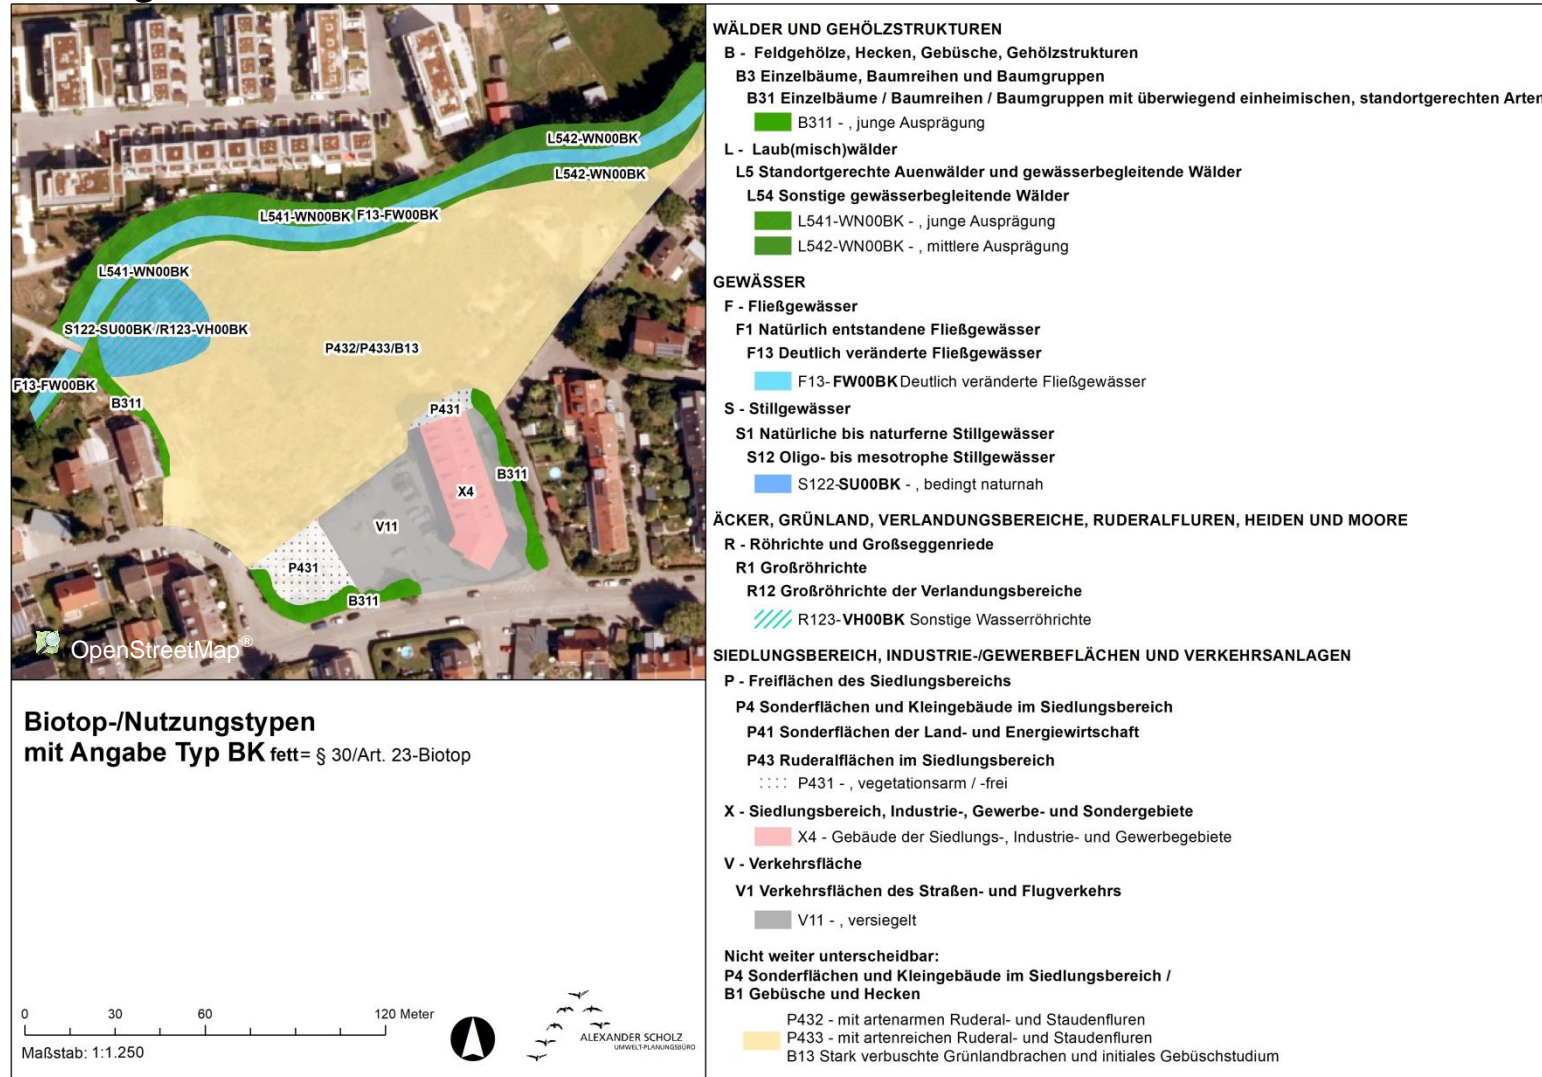 L542-WN00BK
L542-WN00BK
L541-WN00BK F13-FW00BK
L541-WN00BK
S122-SU00BK /R123-VH00BK
P432/P433/B13
F13-FW00BK
B311
P431
B311
X4
V11
P431
B311
OpenStreetMap®
Biotop-/Nutzungstypen
mit Angabe Typ BK fett= § 30/Art. 23-Biotop
0 30 60 120 Meter
Maßstab: 1:1.250
ALEXANDER SCHOLZ
UMWELT-PLANUNGSBÜRO
WÄLDER UND GEHÖLZSTRUKTUREN
B - Feldgehölze, Hecken, Gebüsche, Gehölzstrukturen
B3 Einzelbäume, Baumreihen und Baumgruppen
B31 Einzelbäume / Baumreihen / Baumgruppen mit überwiegend einheimischen, standortgerechten Arten
B311 - , junge Ausprägung
L - Laub(misch)wälder
L5 Standortgerechte Auenwälder und gewässerbegleitende Wälder
L54 Sonstige gewässerbegleitende Wälder
L541-WN00BK - , junge Ausprägung
L542-WN00BK - , mittlere Ausprägung
GEWÄSSER
F - Fließgewässer
F1 Natürlich entstandene Fließgewässer
F13 Deutlich veränderte Fließgewässer
F13-FW00BK Deutlich veränderte Fließgewässer
S - Stillgewässer
S1 Natürliche bis naturferne Stillgewässer
S12 Oligo- bis mesotrophe Stillgewässer
S122-SU00BK - , bedingt naturnah
ÄCKER, GRÜNLAND, VERLANDUNGSBEREICHE, RUDERALFLUREN, HEIDEN UND MOORE
R - Röhrichte und Großseggenriede
R1 Großröhrichte
R12 Großröhrichte der Verlandungsbereiche
R123-VH00BK Sonstige Wasserröhrichte
SIEDLUNGSBEREICH, INDUSTRIE-/GEWERBEFLÄCHEN UND VERKEHRSANLAGEN
P - Freiflächen des Siedlungsbereichs
P4 Sonderflächen und Kleingebäude im Siedlungsbereich
P41 Sonderflächen der Land- und Energiewirtschaft
P43 Ruderalflächen im Siedlungsbereich
P431 - , vegetationsarm / -frei
X - Siedlungsbereich, Industrie-, Gewerbe- und Sondergebiete
X4 - Gebäude der Siedlungs-, Industrie- und Gewerbegebiete
V - Verkehrsfläche
V1 Verkehrsflächen des Straßen- und Flugverkehrs
V11 - , versiegelt
Nicht weiter unterscheidbar:
P4 Sonderflächen und Kleingebäude im Siedlungsbereich /
B1 Gebüsche und Hecken
P432 - mit artenarmen Ruderal- und Staudenfluren
P433 - mit artenreichen Ruderal- und Staudenfluren
B13 Stark verbuschte Grünlandbrachen und initiales Gebüschstudium